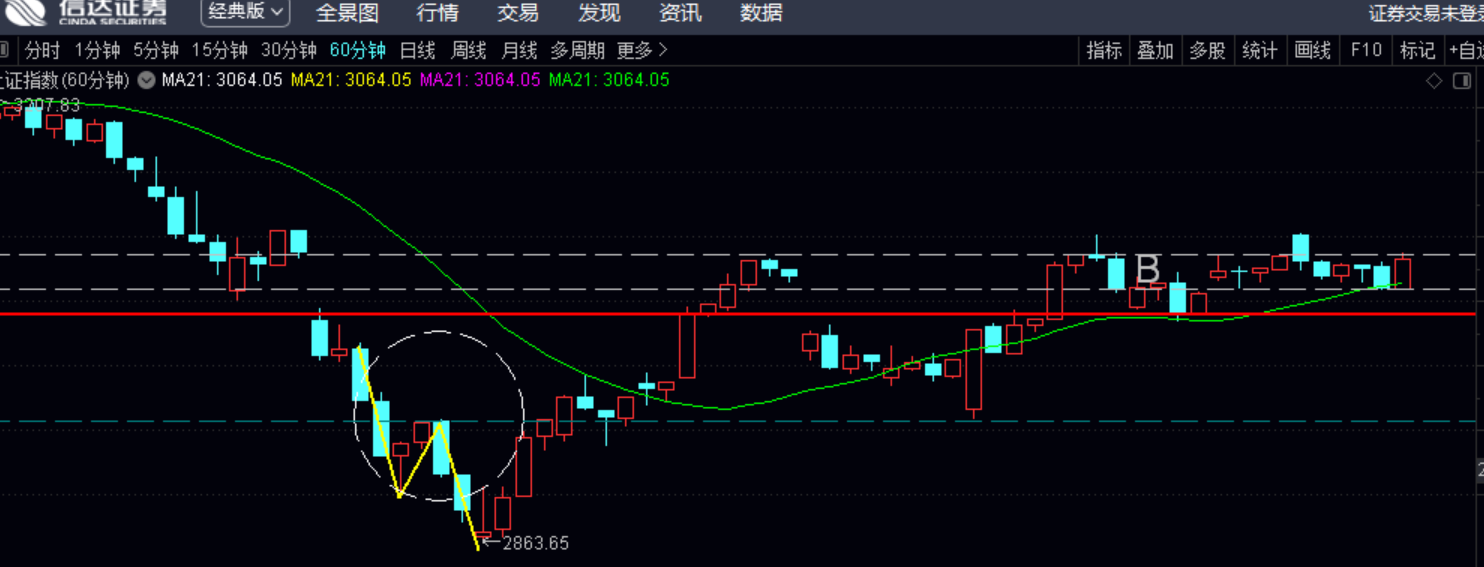 信达证券 经典版 全景图 行情 交易 发现 资讯 数据 证券交易未登录
CINDA SECURITIES
分时 1分钟 5分钟 15分钟 30分钟 60分钟 日线 周线 月线 多周期 更多 指标 叠加 多股 统计 画线 F10 标记 +自选
上证指数(60分钟) MA21: 3064.05 MA21: 3064.05 MA21: 3064.05 MA21: 3064.05
B
2863.65